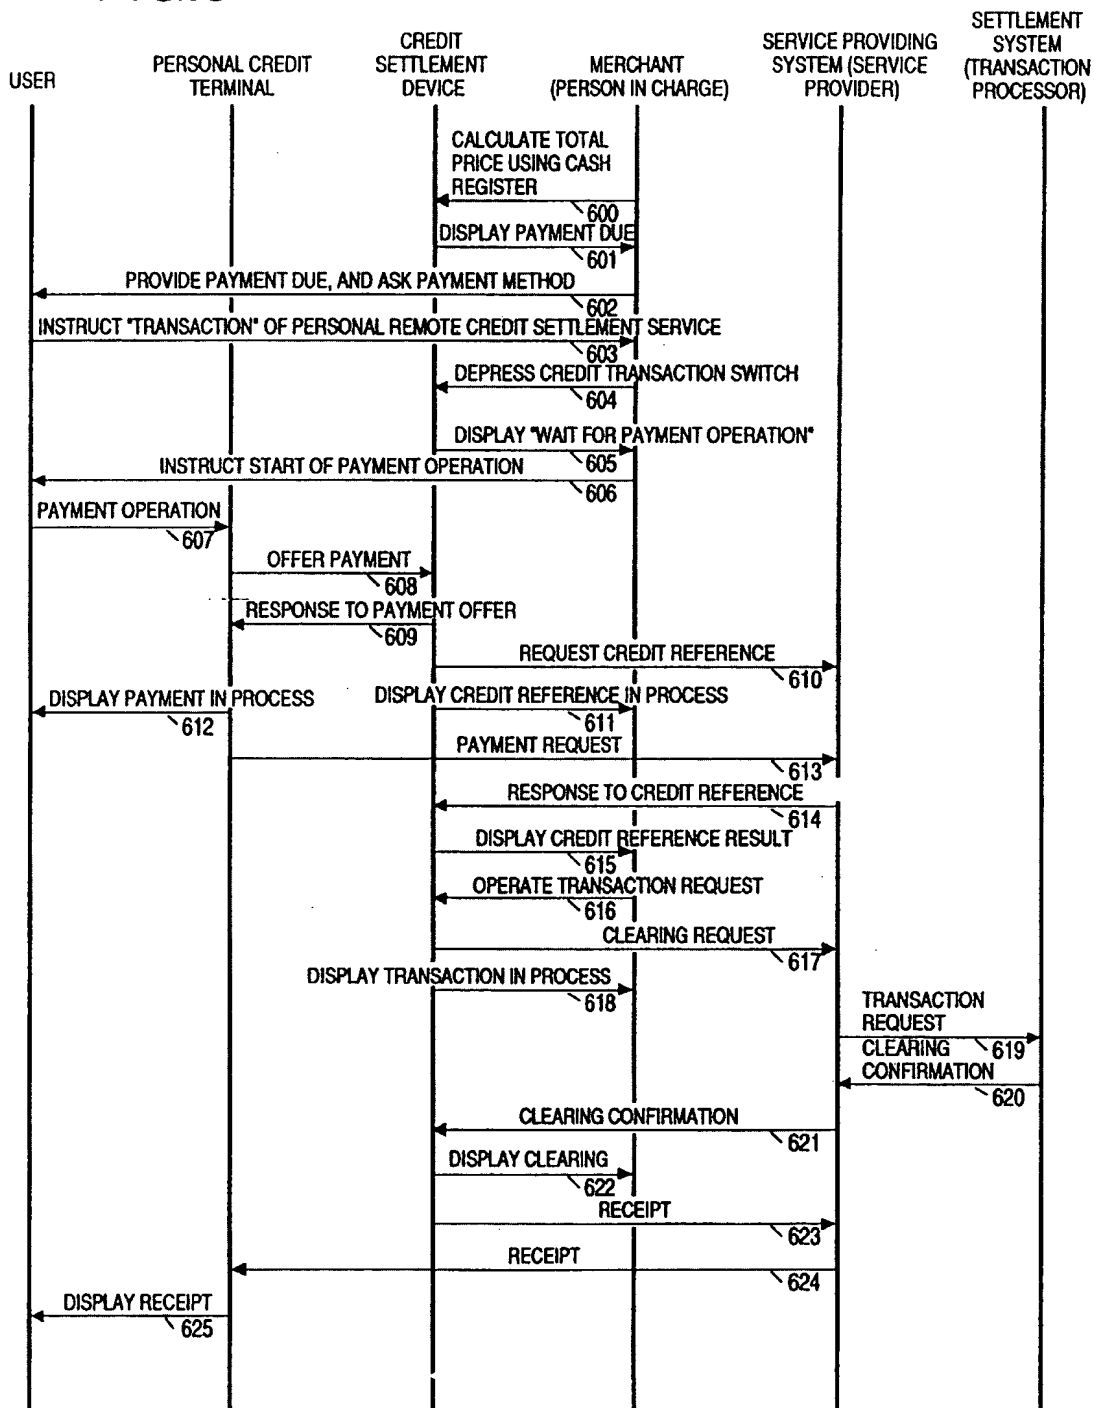 USER
PERSONAL CREDIT
TERMINAL
CREDIT
SETTLEMENT
DEVICE
MERCHANT
(PERSON IN CHARGE)
SERVICE PROVIDING
SYSTEM (SERVICE
PROVIDER)
SETTLEMENT
SYSTEM
(TRANSACTION
PROCESSOR)
CALCULATE TOTAL
PRICE USING CASH
REGISTER
600
DISPLAY PAYMENT DUE
601
PROVIDE PAYMENT DUE, AND ASK PAYMENT METHOD
602
INSTRUCT "TRANSACTION" OF PERSONAL REMOTE CREDIT SETTLEMENT SERVICE
603
DEPRESS CREDIT TRANSACTION SWITCH
604
DISPLAY "WAIT FOR PAYMENT OPERATION"
605
INSTRUCT START OF PAYMENT OPERATION
606
PAYMENT OPERATION
607
OFFER PAYMENT
608
RESPONSE TO PAYMENT OFFER
609
REQUEST CREDIT REFERENCE
610
DISPLAY CREDIT REFERENCE IN PROCESS
611
DISPLAY PAYMENT IN PROCESS
612
PAYMENT REQUEST
613
RESPONSE TO CREDIT REFERENCE
614
DISPLAY CREDIT REFERENCE RESULT
615
OPERATE TRANSACTION REQUEST
616
CLEARING REQUEST
617
DISPLAY TRANSACTION IN PROCESS
618
TRANSACTION
REQUEST
619
CLEARING
CONFIRMATION
620
CLEARING CONFIRMATION
621
DISPLAY CLEARING
622
RECEIPT
623
RECEIPT
624
DISPLAY RECEIPT
625